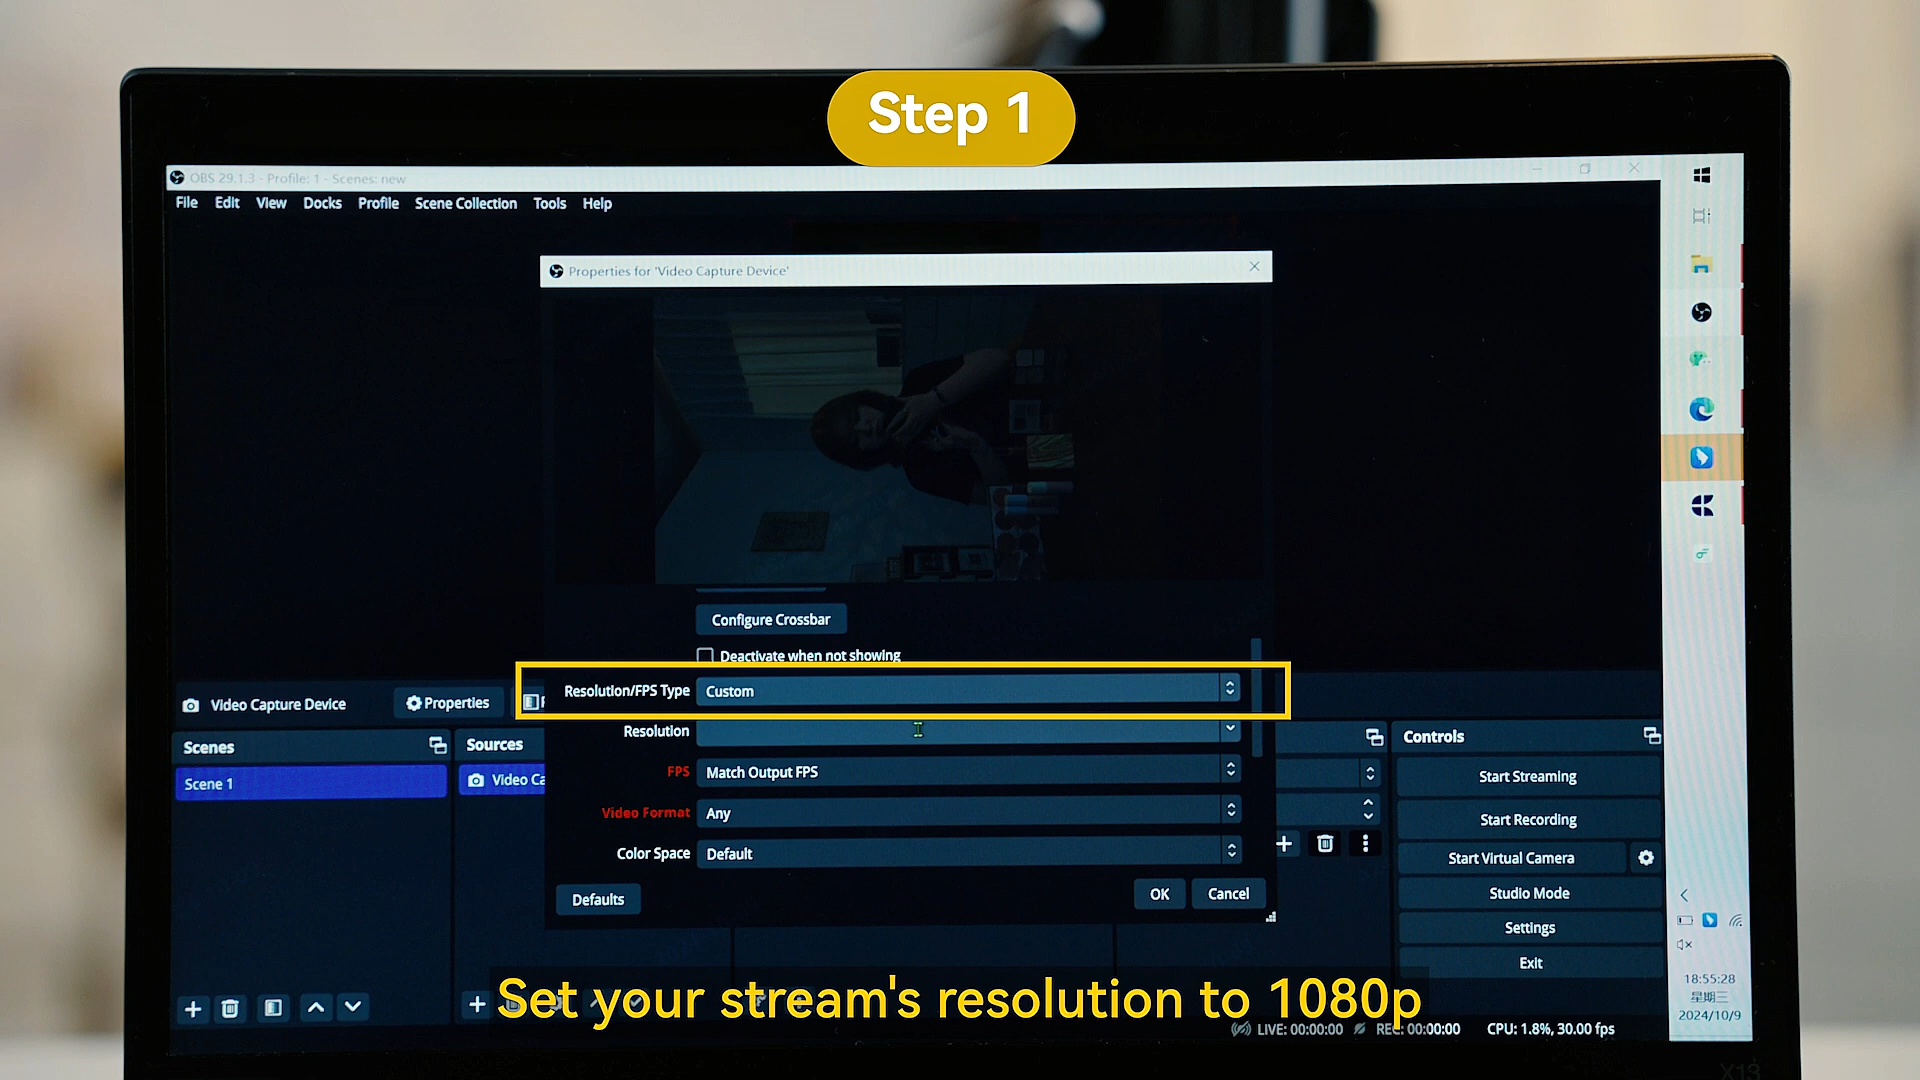 Step 1
OBS 29.1.3 - Profile: 1 - Scenes: new
File Edit View Docks Profile Scene Collection Tools Help
Properties for 'Video Capture Device'
Configure Crossbar
Deactivate when not showing
Resolution/FPS Type Custom
Video Capture Device Properties
Resolution
Scenes Sources Controls
FPS Match Output FPS
Scene 1 Video Ca
Start Streaming
Video Format Any
Start Recording
Color Space Default
Start Virtual Camera
Defaults OK Cancel
Studio Mode
Settings
Exit
18:55:28
星期三
2024/10/9
Set your stream's resolution to 1080p
LIVE: 00:00:00 REC: 00:00:00 CPU: 1.8%, 30.00 fps
X13